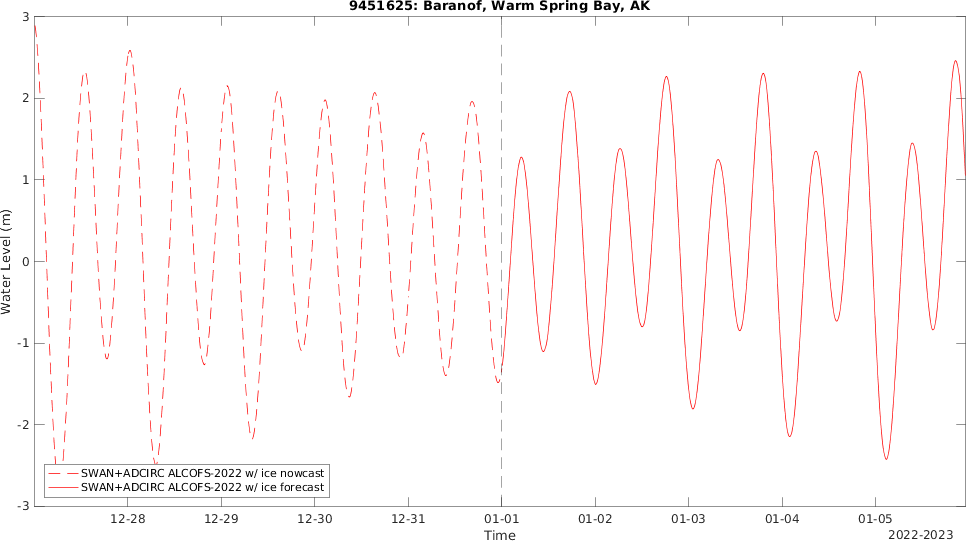 9451625: Baranof, Warm Spring Bay, AK
3
2
1
0
-1
-2
-3
Water Level (m)
SWAN+ADCIRC ALCOFS-2022 w/ ice nowcast
SWAN+ADCIRC ALCOFS-2022 w/ ice forecast
12-28 12-29 12-30 12-31 01-01 01-02 01-03 01-04 01-05
Time
2022-2023